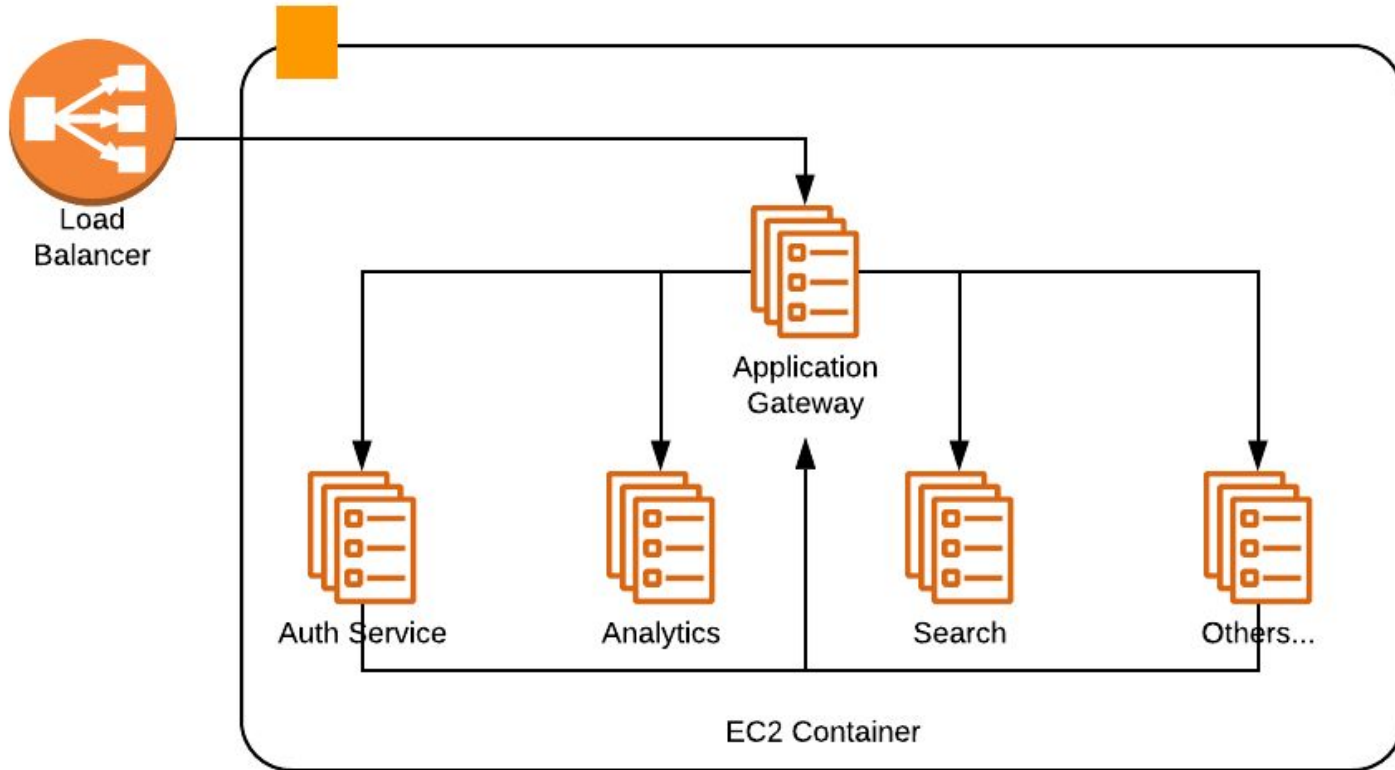 Load
Balancer
Application
Gateway
Auth Service
Analytics
Search
Others...
EC2 Container